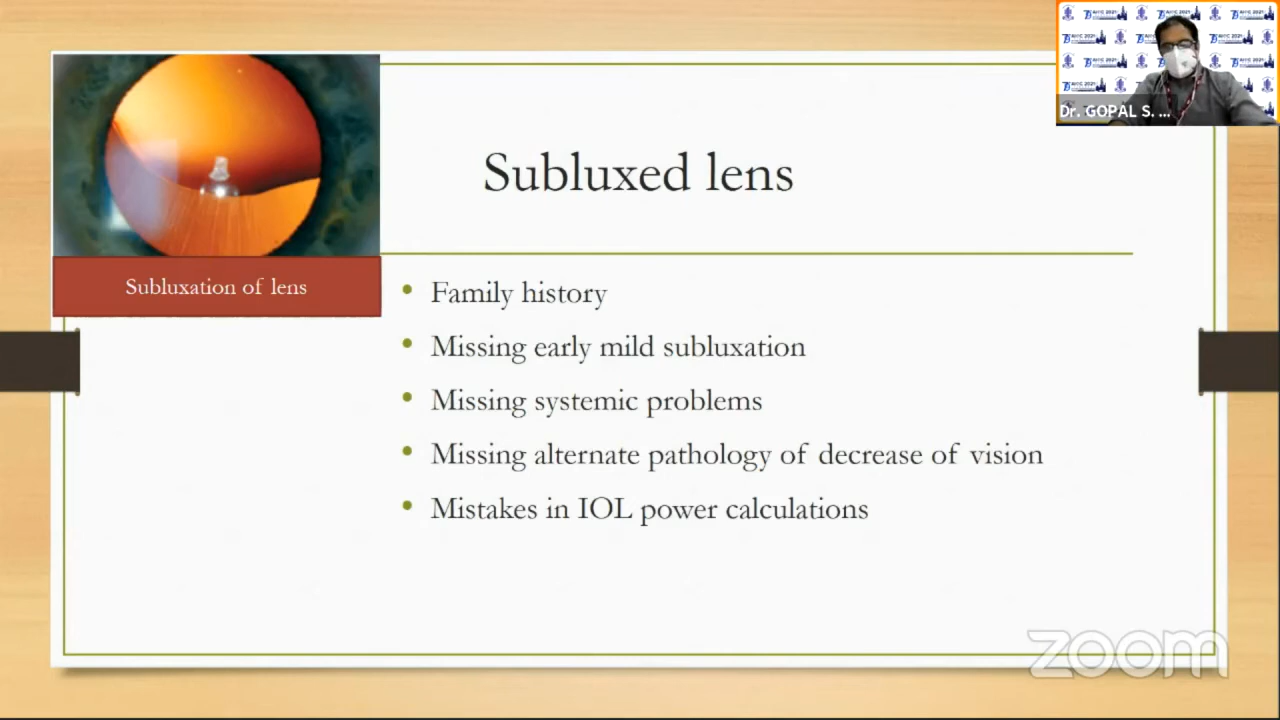 Subluxed lens
Subluxation of lens
• Family history
• Missing early mild subluxation
• Missing systemic problems
• Missing alternate pathology of decrease of vision
• Mistakes in IOL power calculations
Dr. GOPAL S. ...
zoom